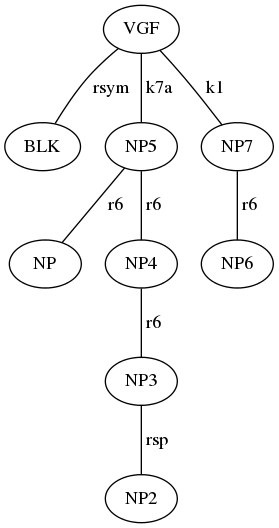 VGF
rsym k7a k1
BLK NP5 NP7
r6 r6 r6
NP NP4 NP6
r6
NP3
rsp
NP2